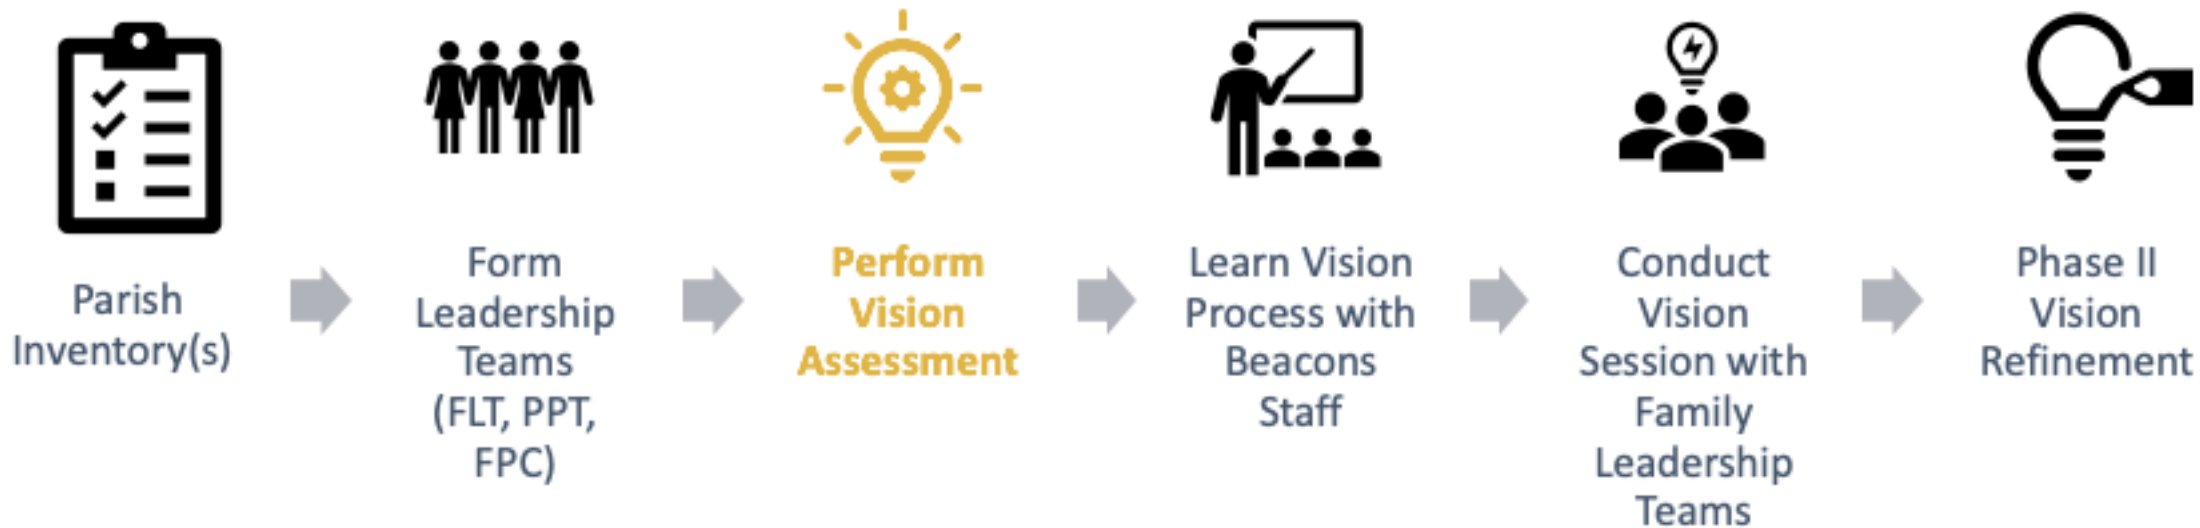 Parish
Inventory(s)
Form
Leadership
Teams
(FLT, PPT,
FPC)
Perform
Vision
Assessment
Learn Vision
Process with
Beacons
Staff
Conduct
Vision
Session with
Family
Leadership
Teams
Phase II
Vision
Refinement